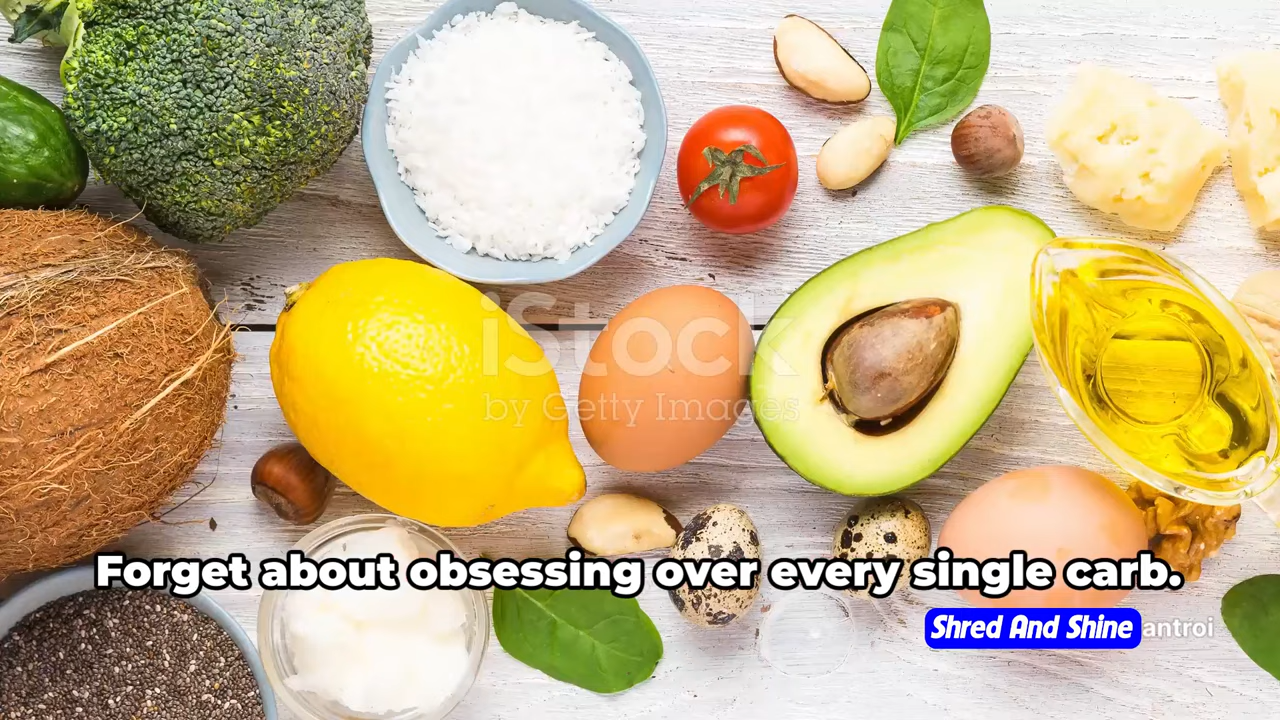 iStock
by Getty Images
Forget about obsessing over every single carb.
Shred And Shine
antroi